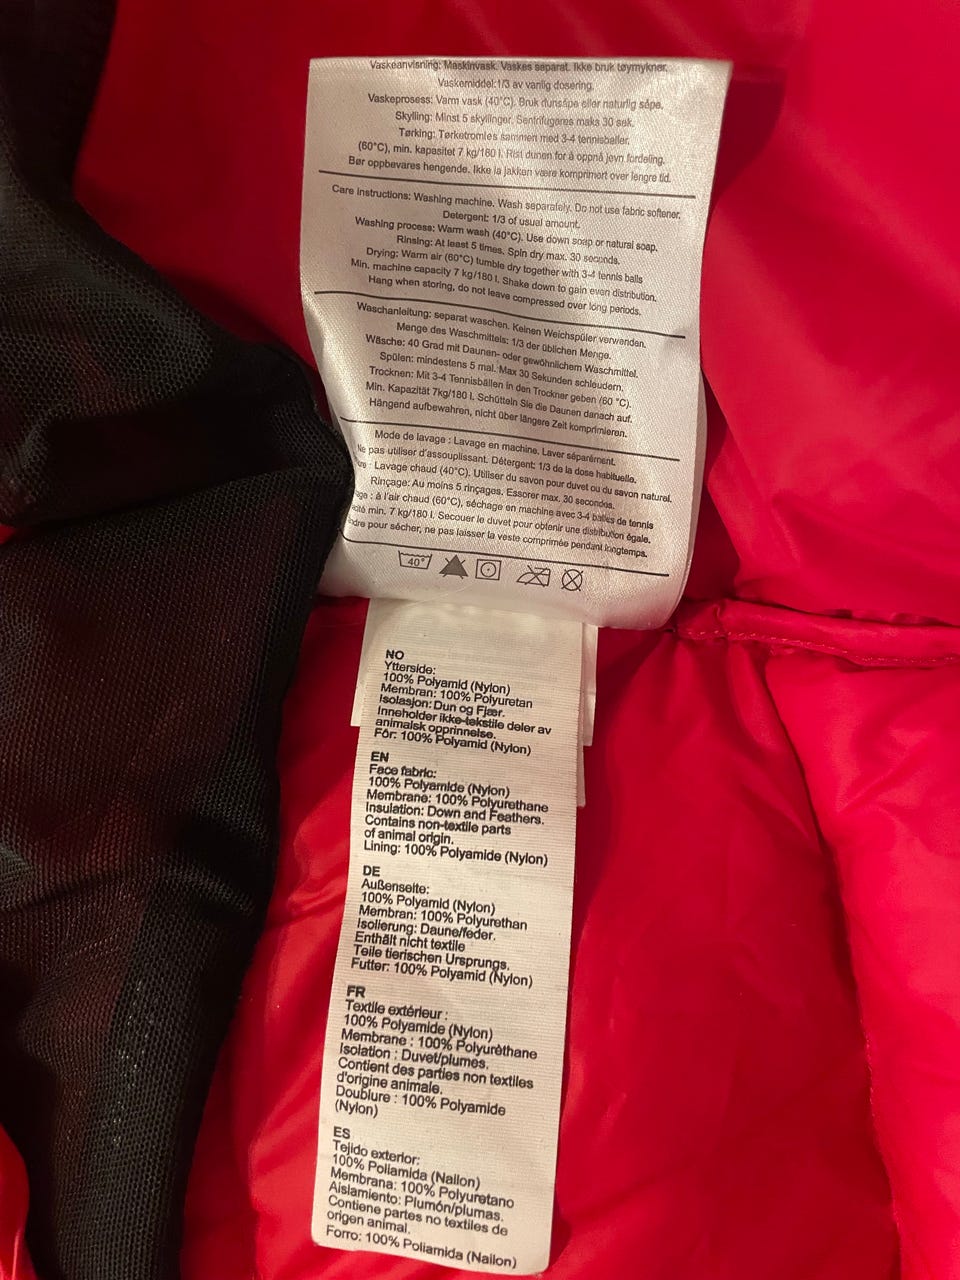 Vaskeanvisning: Maskinvask. Vaskes separat. Ikke bruk tøymykner.
Vaskemiddel:1/3 av vanlig dosering.
Vaskeprosess: Varm vask (40°C). Bruk dunsåpe eller naturlig såpe.
Skylling: Minst 5 skyllinger. Sentrifugeres maks 30 sek.
Tørking: Tørketromles sammen med 3-4 tennisballer.
(60°C), min. kapasitet 7 kg/180 l. Rist dunen for å oppnå jevn fordeling.
Bør oppbevares hengende. Ikke la jakken være komprimert over lengre tid.
Care instructions: Washing machine. Wash separately. Do not use fabric softener.
Detergent: 1/3 of usual amount.
Washing process: Warm wash (40°C). Use down soap or natural soap.
Rinsing: At least 5 times. Spin dry max. 30 seconds.
Drying: Warm air (60°C) tumble dry together with 3-4 tennis balls
Min. machine capacity 7 kg/180 l. Shake down to gain even distribution.
Hang when storing, do not leave compressed over long periods.
Waschanleitung: separat waschen. Keinen Weichspüler verwenden.
Menge des Waschmittels: 1/3 der üblichen Menge.
Wäsche: 40 Grad mit Daunen- oder gewöhnlichem Waschmittel.
Spülen: mindestens 5 mal. Max 30 Sekunden schleudern.
Trocknen: Mit 3-4 Tennisbällen in den Trockner geben (60 °C).
Min. Kapazität 7kg/180 l. Schütteln Sie die Daunen danach auf.
Hängend aufbewahren, nicht über längere Zeit komprimieren.
Mode de lavage : Lavage en machine. Laver séparément.
Ne pas utiliser d'assouplissant. Détergent: 1/3 de la dose habituelle.
: Lavage chaud (40°C). Utiliser du savon pour duvet ou du savon naturel.
Rinçage: Au moins 5 rinçages. Essorer max. 30 secondes.
: à l'air chaud (60°C), séchage en machine avec 3-4 balles de tennis
min. 7 kg/180 l. Secouer le duvet pour obtenir une distribution égale.
pour sécher, ne pas laisser la veste comprimée pendant longtemps.
40°
NO
Ytterside:
100% Polyamid (Nylon)
Membran: 100% Polyuretan
Isolasjon: Dun og Fjær.
Inneholder ikke-tekstile deler av
animalsk opprinnelse.
Fôr: 100% Polyamid (Nylon)
EN
Face fabric:
100% Polyamide (Nylon)
Membrane: 100% Polyurethane
Insulation: Down and Feathers.
Contains non-textile parts
of animal origin.
Lining: 100% Polyamide (Nylon)
DE
Außenseite:
100% Polyamid (Nylon)
Membran: 100% Polyurethan
Isolierung: Daune/feder.
Enthält nicht textile
Teile tierischen Ursprungs.
Futter: 100% Polyamid (Nylon)
FR
Textile extérieur :
100% Polyamide (Nylon)
Membrane : 100% Polyuréthane
Isolation : Duvet/plumes.
Contient des parties non textiles
d'origine animale.
Doublure : 100% Polyamide
(Nylon)
ES
Tejido exterior:
100% Poliamida (Nailon)
Membrana: 100% Polyuretano
Aislamiento: Plumón/plumas.
Contiene partes no textiles de
origen animal.
Forro: 100% Poliamida (Nailon)